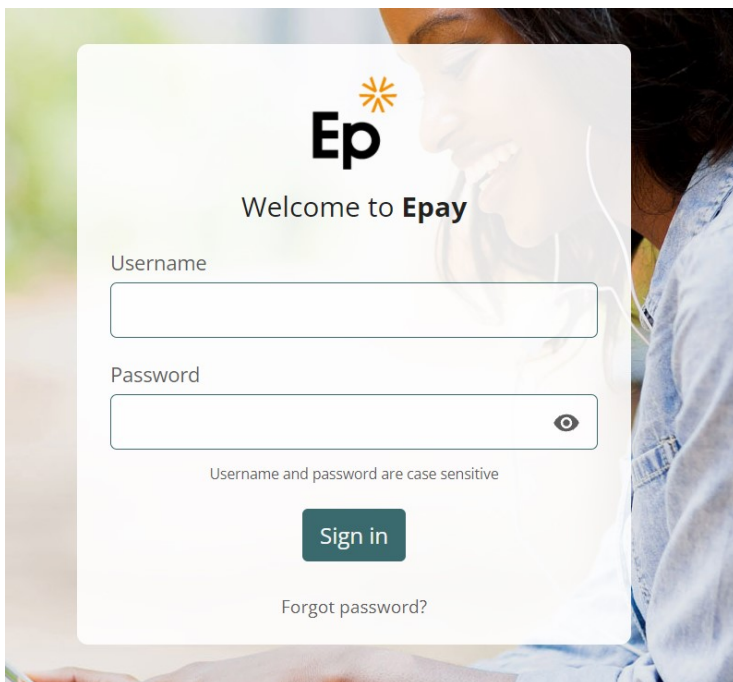 Ep
Welcome to Epay
Username
Password
Username and password are case sensitive
Sign in
Forgot password?